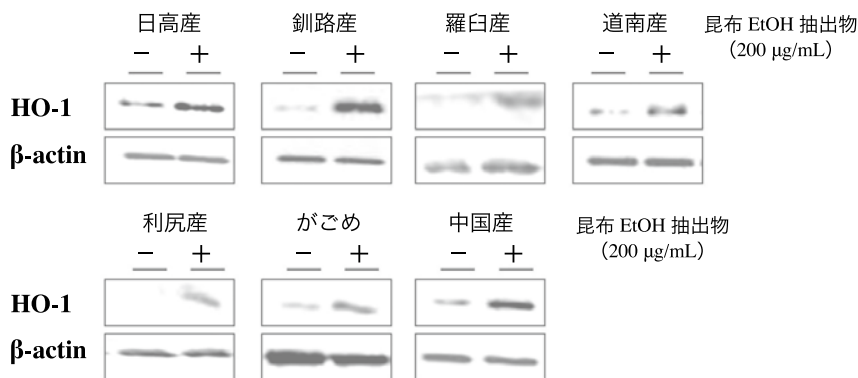 日高産 釧路産 羅臼産 道南産 昆布 EtOH 抽出物
− + − + − + − + （200 μg/mL）
HO-1
β-actin
利尻産 がごめ 中国産 昆布 EtOH 抽出物
− + − + − + （200 μg/mL）
HO-1
β-actin